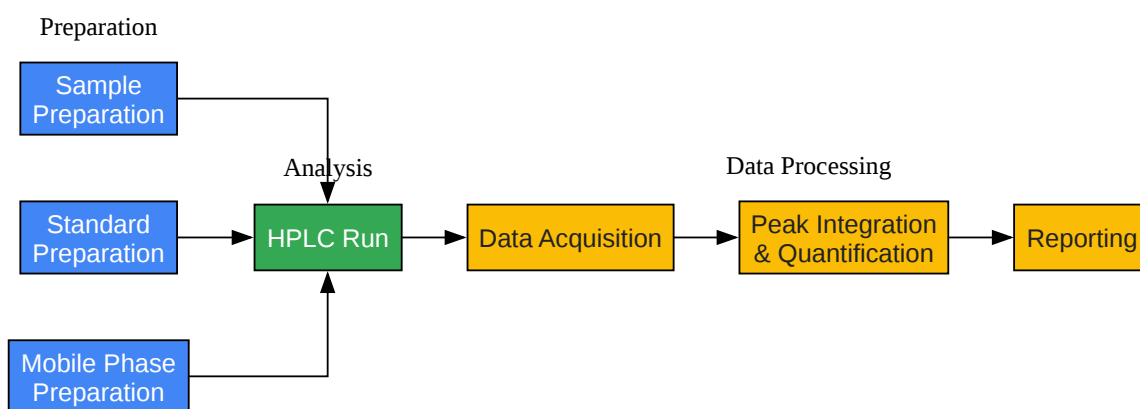 Preparation
Sample
Preparation
Analysis
Data Processing
Standard
Preparation
HPLC Run
Data Acquisition
Peak Integration
& Quantification
Reporting
Mobile Phase
Preparation